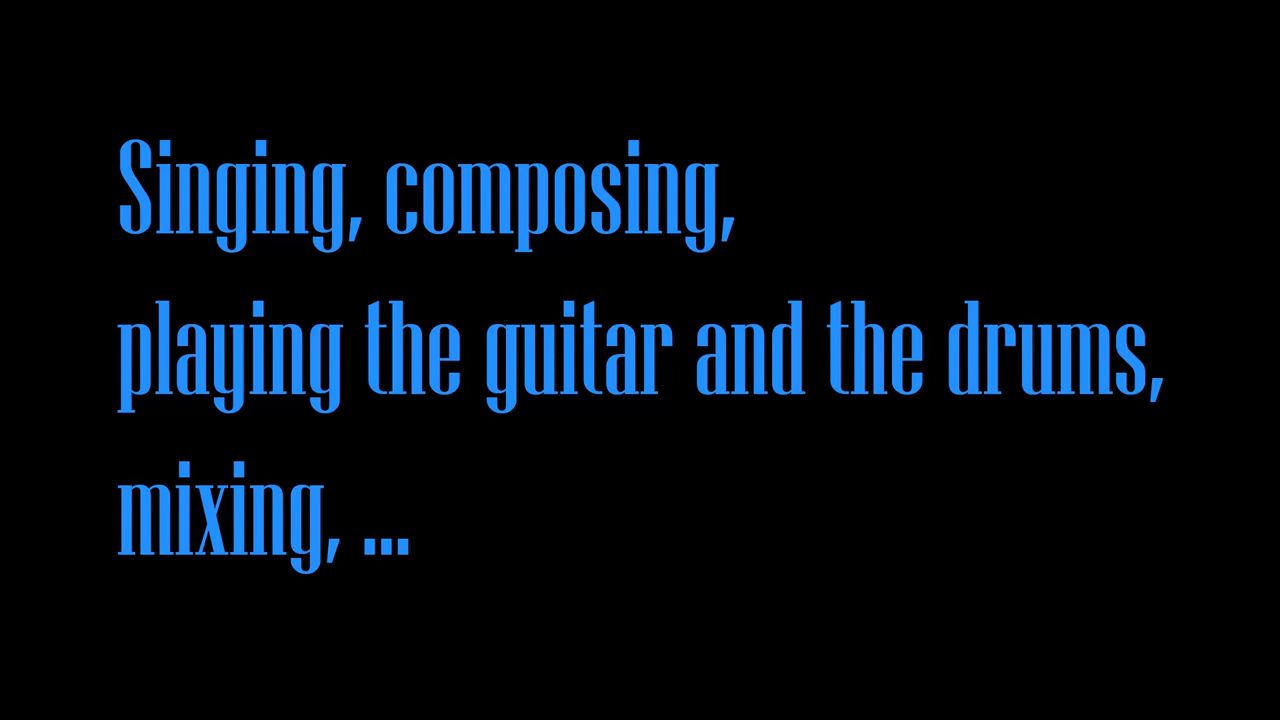 Singing, composing,
playing the guitar and the drums,
mixing, ...